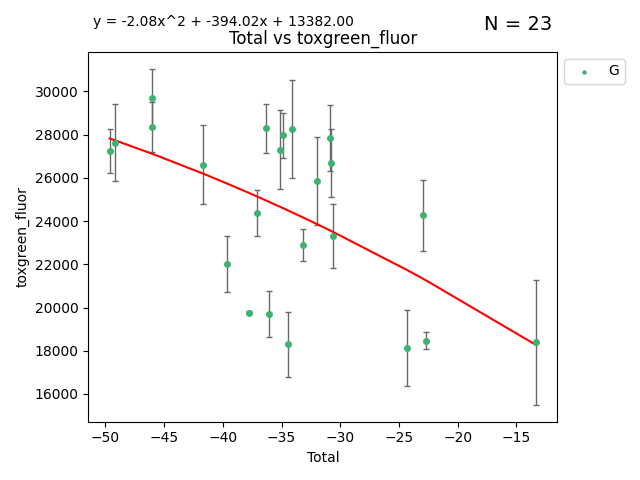 y = -2.08x^2 + -394.02x + 13382.00
N = 23
Total vs toxgreen_fluor
G
toxgreen_fluor
30000
28000
26000
24000
22000
20000
18000
16000
−50 −45 −40 −35 −30 −25 −20 −15
Total